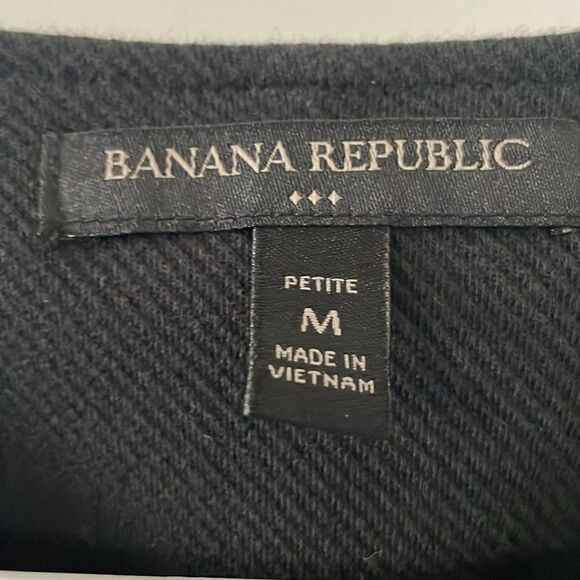 BANANA REPUBLIC
PETITE
M
MADE IN
VIETNAM